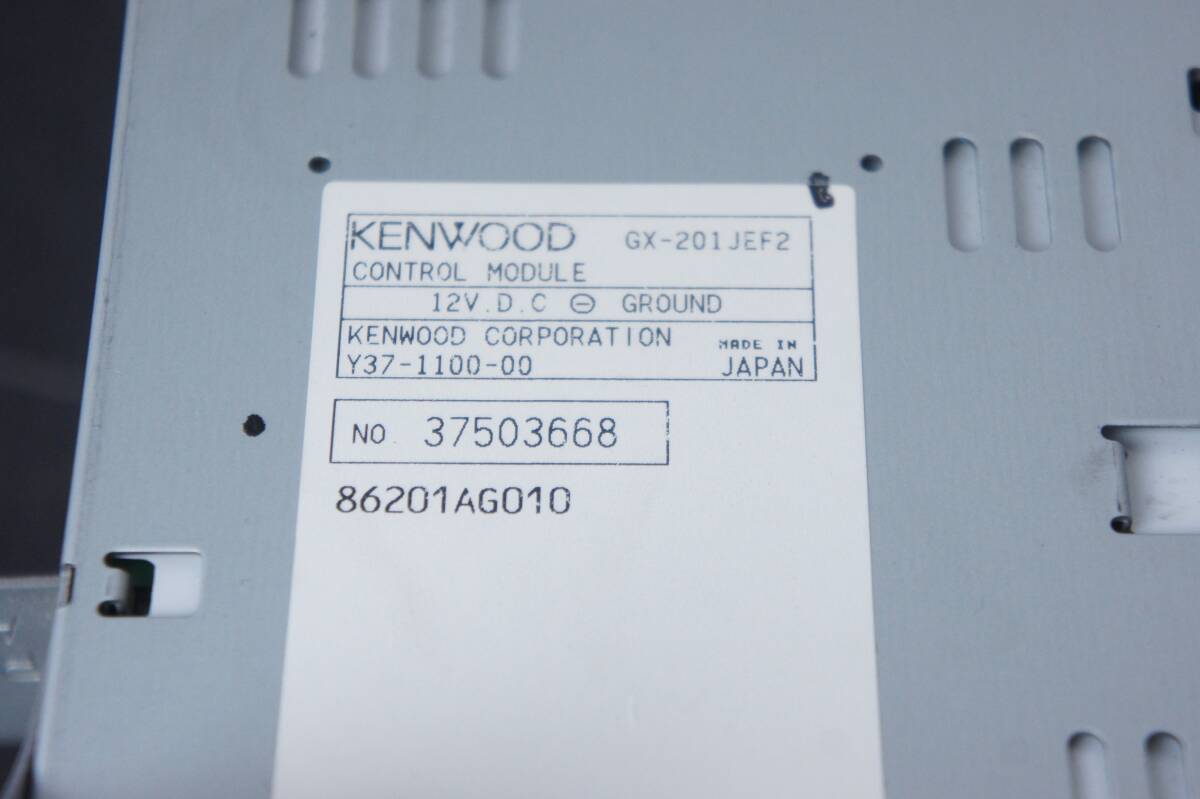 KENWOOD GX-201JEF2
CONTROL MODULE
12V.D.C ⊖ GROUND
KENWOOD CORPORATION
Y37-1100-00
MADE IN
JAPAN
NO. 37503668
86201AG010